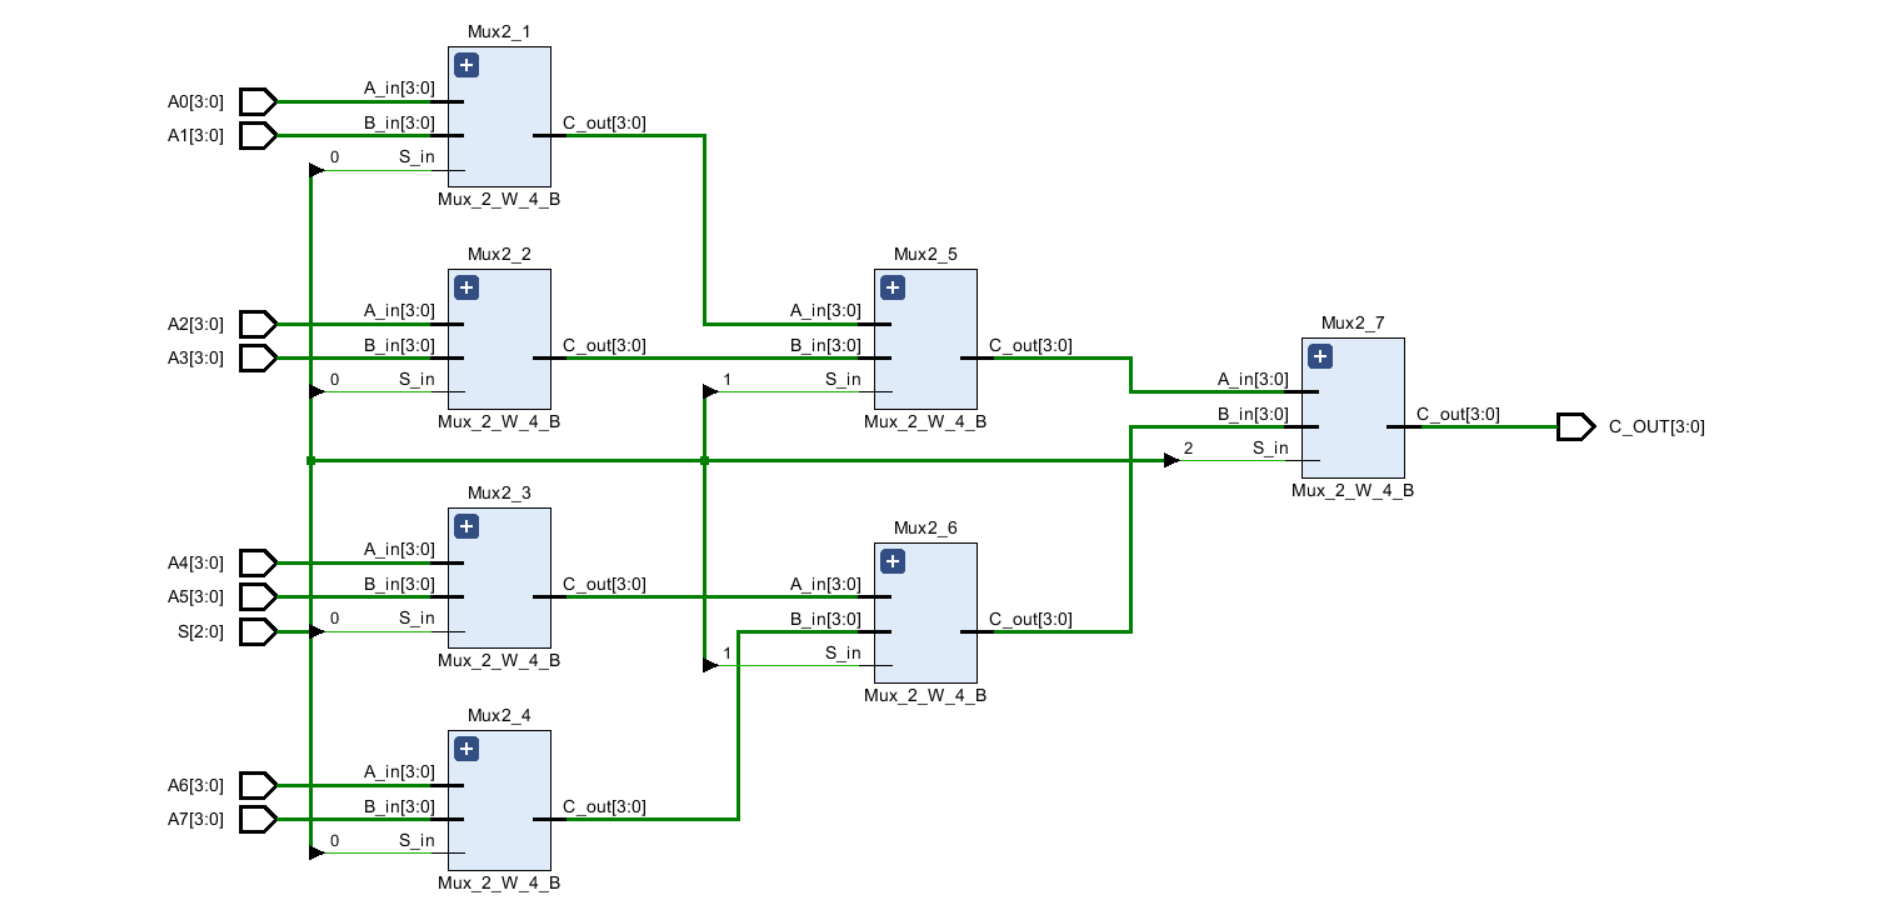 Mux2_1
A0[3:0] A_in[3:0]
A1[3:0] B_in[3:0] C_out[3:0]
0 S_in
Mux_2_W_4_B
Mux2_2
A2[3:0] A_in[3:0]
A3[3:0] B_in[3:0] C_out[3:0]
0 S_in
Mux_2_W_4_B
Mux2_5
A_in[3:0]
B_in[3:0] C_out[3:0]
1 S_in
Mux_2_W_4_B
Mux2_7
A_in[3:0]
B_in[3:0] C_out[3:0] C_OUT[3:0]
2 S_in
Mux_2_W_4_B
Mux2_3
A4[3:0] A_in[3:0]
A5[3:0] B_in[3:0] C_out[3:0]
S[2:0] 0 S_in
Mux_2_W_4_B
Mux2_6
A_in[3:0]
B_in[3:0] C_out[3:0]
1 S_in
Mux_2_W_4_B
Mux2_4
A6[3:0] A_in[3:0]
A7[3:0] B_in[3:0] C_out[3:0]
0 S_in
Mux_2_W_4_B